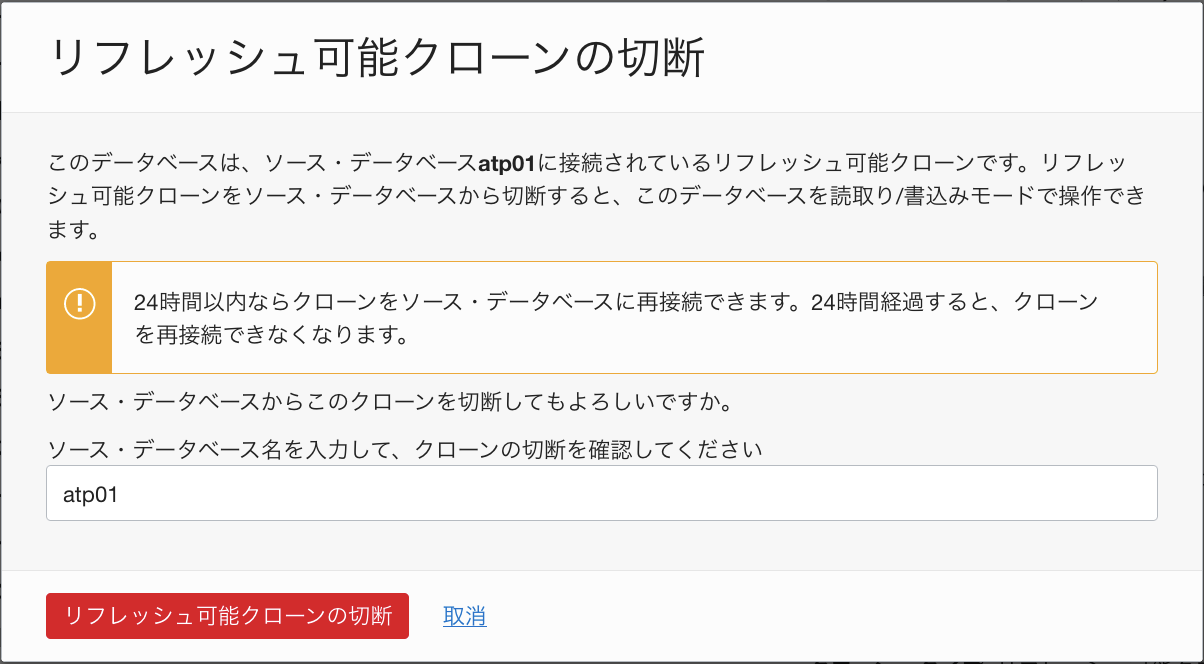 リフレッシュ可能クローンの切断
このデータベースは、ソース・データベースatp01に接続されているリフレッシュ可能クローンです。リフレッ
シュ可能クローンをソース・データベースから切断すると、このデータベースを読取り/書込みモードで操作でき
ます。
24時間以内ならクローンをソース・データベースに再接続できます。24時間経過すると、クローン
を再接続できなくなります。
ソース・データベースからこのクローンを切断してもよろしいですか。
ソース・データベース名を入力して、クローンの切断を確認してください
atp01
リフレッシュ可能クローンの切断 取消